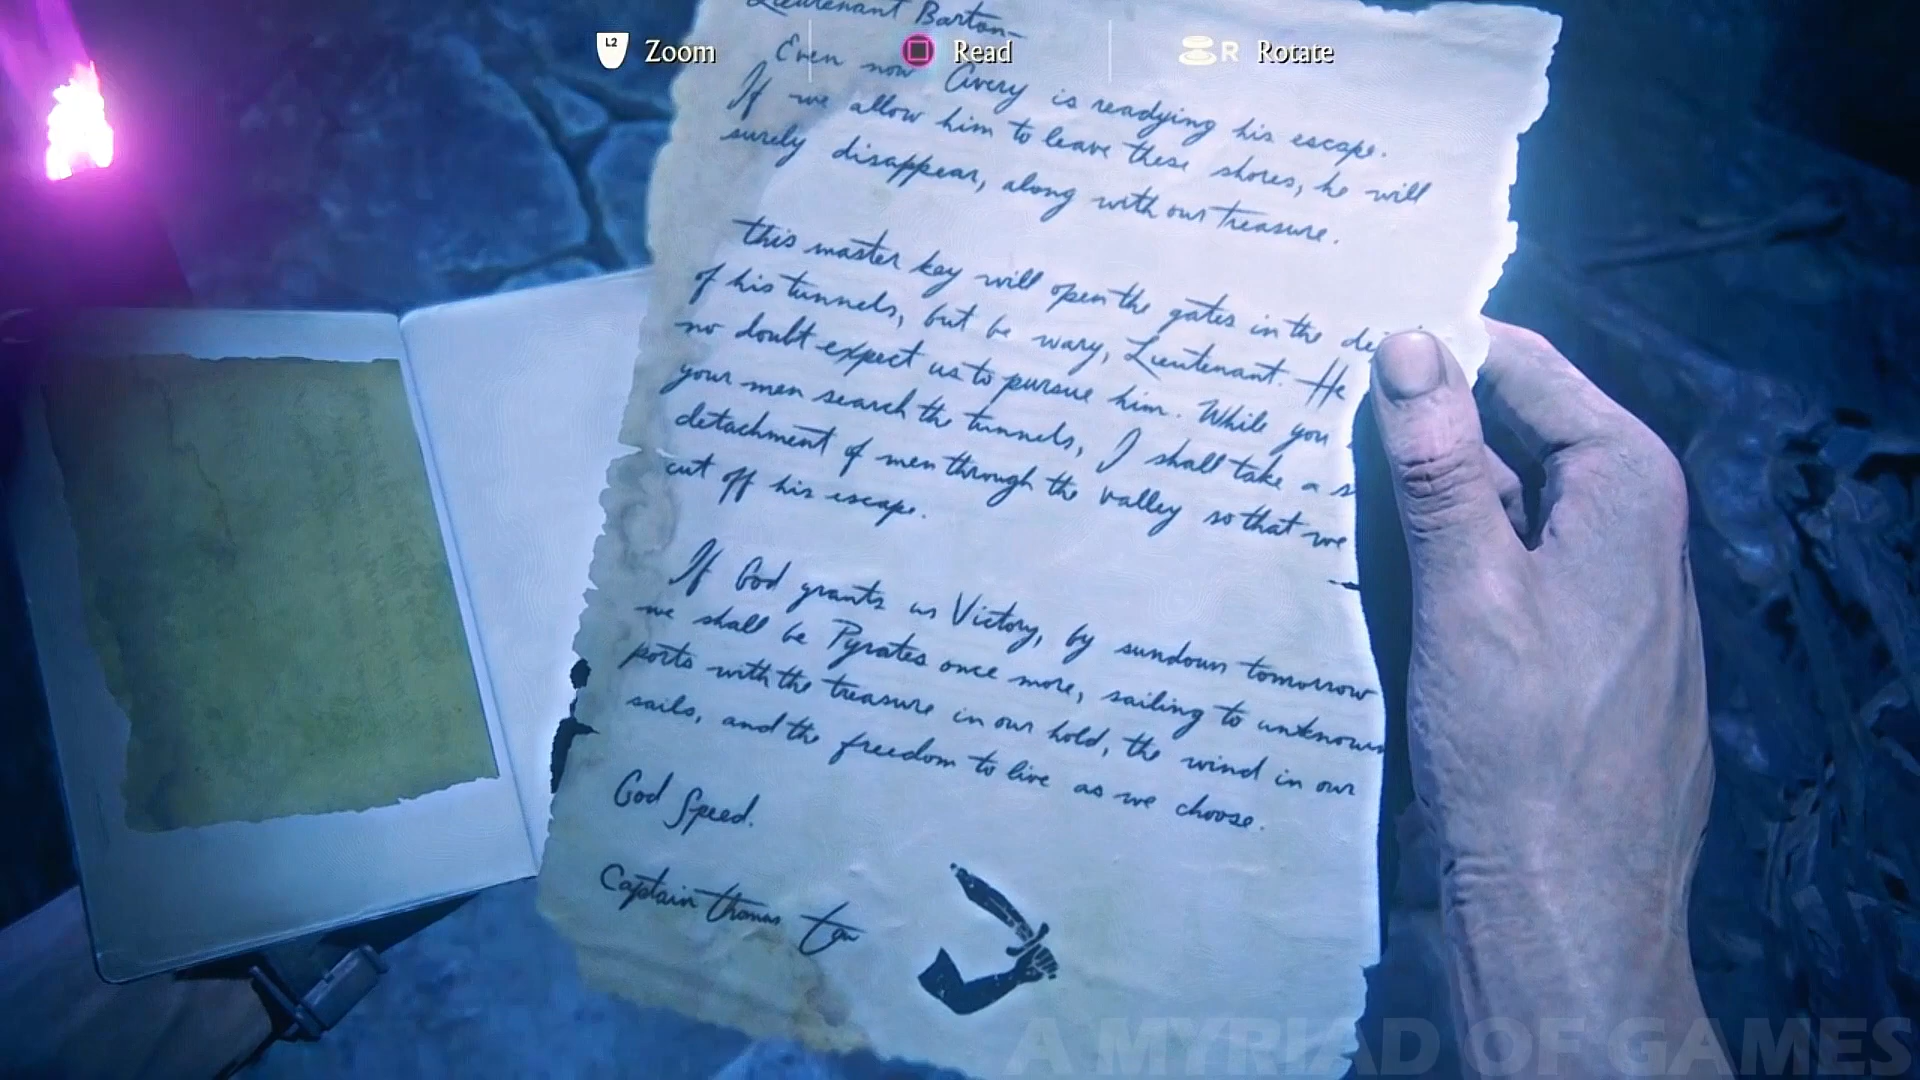 L2 Zoom
Read
R Rotate
Lieutenant Barton-
Even now Avery is readying his escape.
If we allow him to leave these shores, he will
surely disappear, along with our treasure.
this master key will open the gates in the
of his tunnels, but be wary, Lieutenant. He
no doubt expect us to pursue him. While you
your men search the tunnels, I shall take a
detachment of men through the valley so that we
cut off his escape.
If God grants us Victory, by sundown tomorrow
we shall be Pyrates once more, sailing to unknown
ports with the treasure in our hold, the wind in our
sails, and the freedom to live as we choose.
God Speed.
Captain Thomas Tew
A MYRIAD OF GAMES